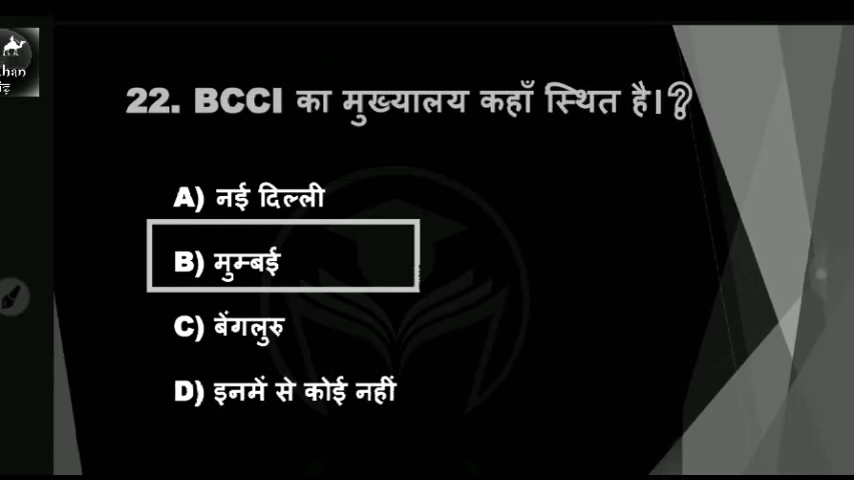 22. BCCI का मुख्यालय कहाँ स्थित है।?
A) नई दिल्ली
B) मुम्बई
C) बेंगलुरु
D) इनमें से कोई नहीं